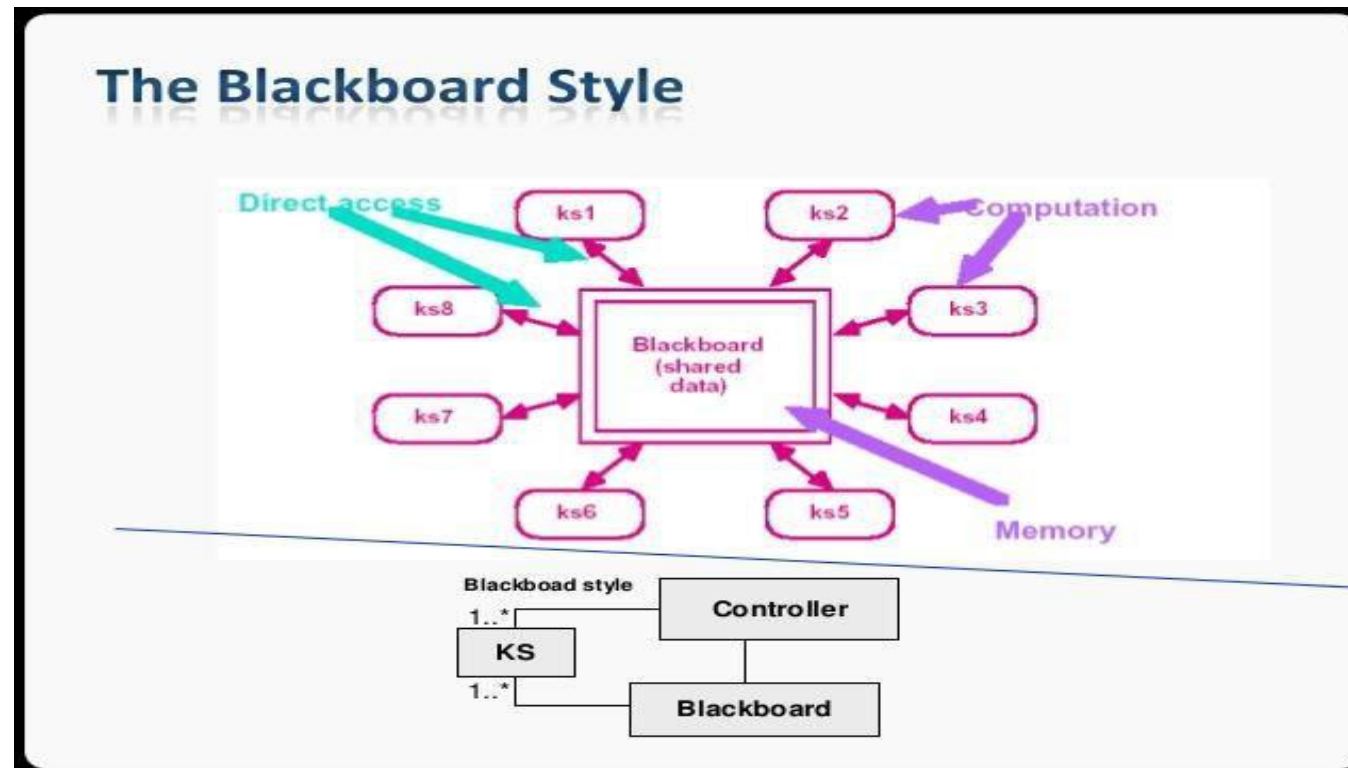 The Blackboard Style
Direct access
ks1
ks2
Computation
ks8
ks3
Blackboard
(shared
data)
ks7
ks4
ks6
ks5
Memory
Blackboad style
1..*
Controller
KS
1..*
Blackboard